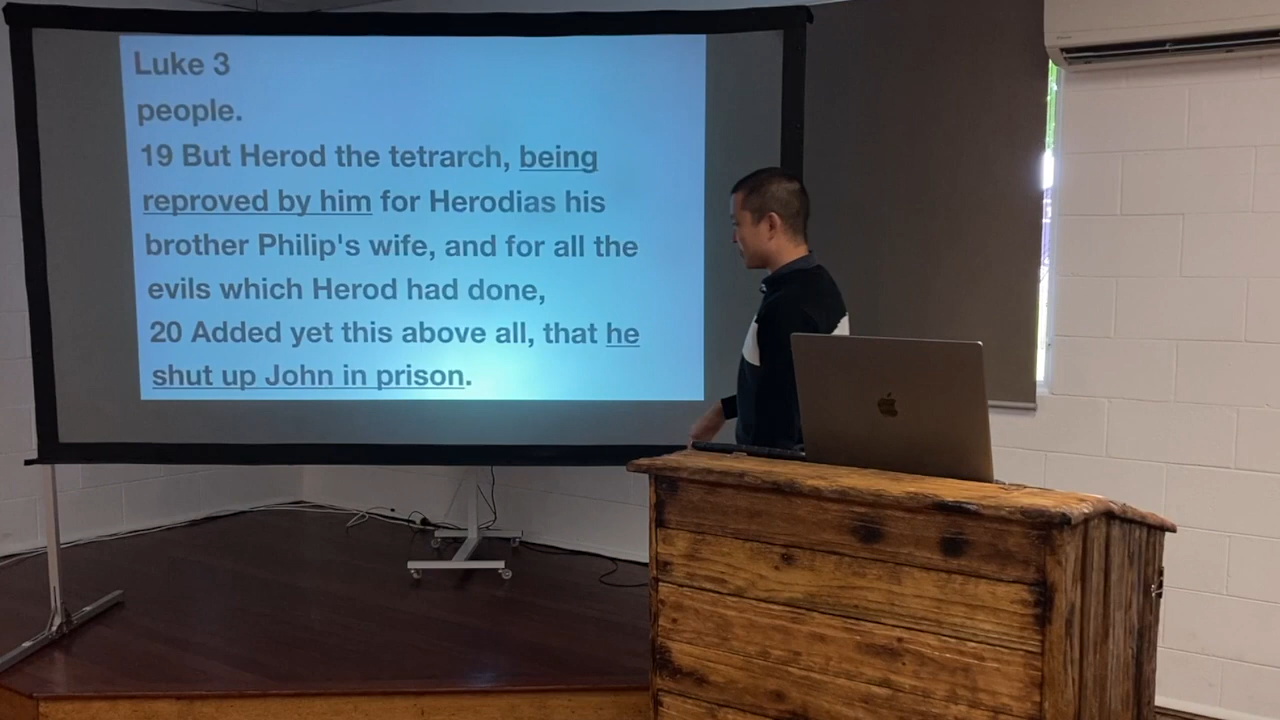 Luke 3
people.
19 But Herod the tetrarch, being
reproved by him for Herodias his
brother Philip's wife, and for all the
evils which Herod had done,
20 Added yet this above all, that he
shut up John in prison.